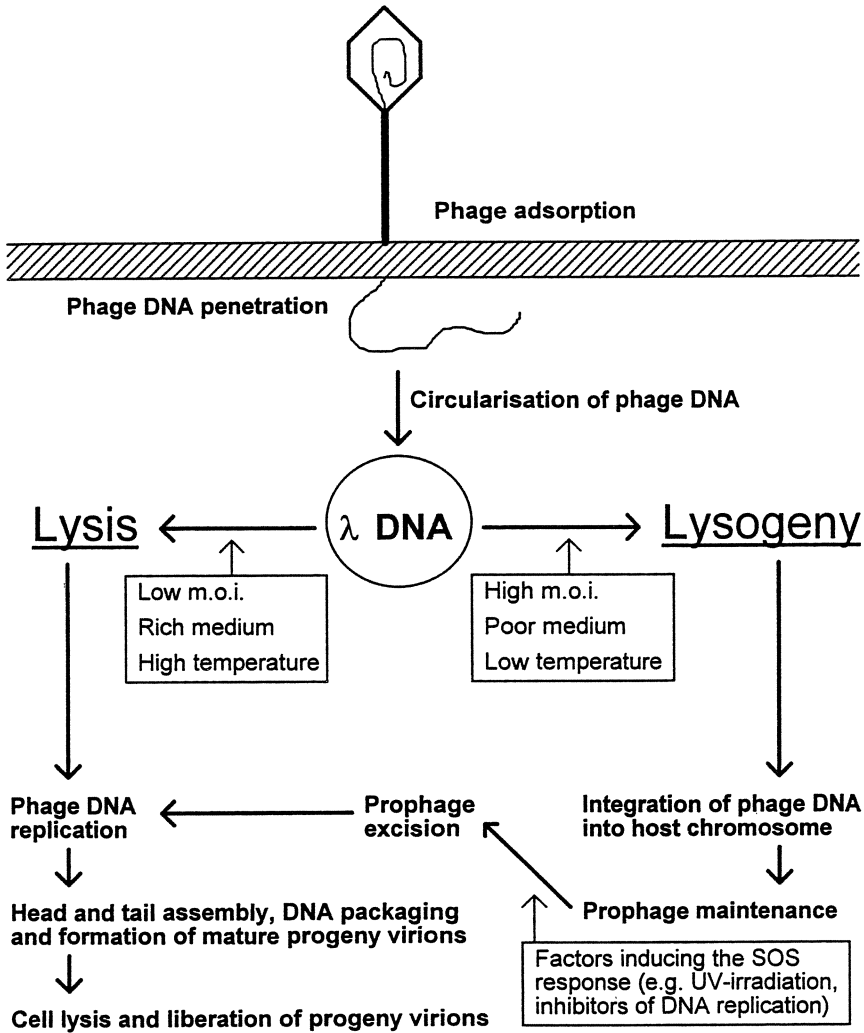 Phage adsorption
Phage DNA penetration
Circularisation of phage DNA
Lysis
λ DNA
Lysogeny
Low m.o.i.
Rich medium
High temperature
High m.o.i.
Poor medium
Low temperature
Phage DNA
replication
Prophage
excision
Integration of phage DNA
into host chromosome
Head and tail assembly, DNA packaging
and formation of mature progeny virions
Prophage maintenance
Factors inducing the SOS
response (e.g. UV-irradiation,
inhibitors of DNA replication)
Cell lysis and liberation of progeny virions